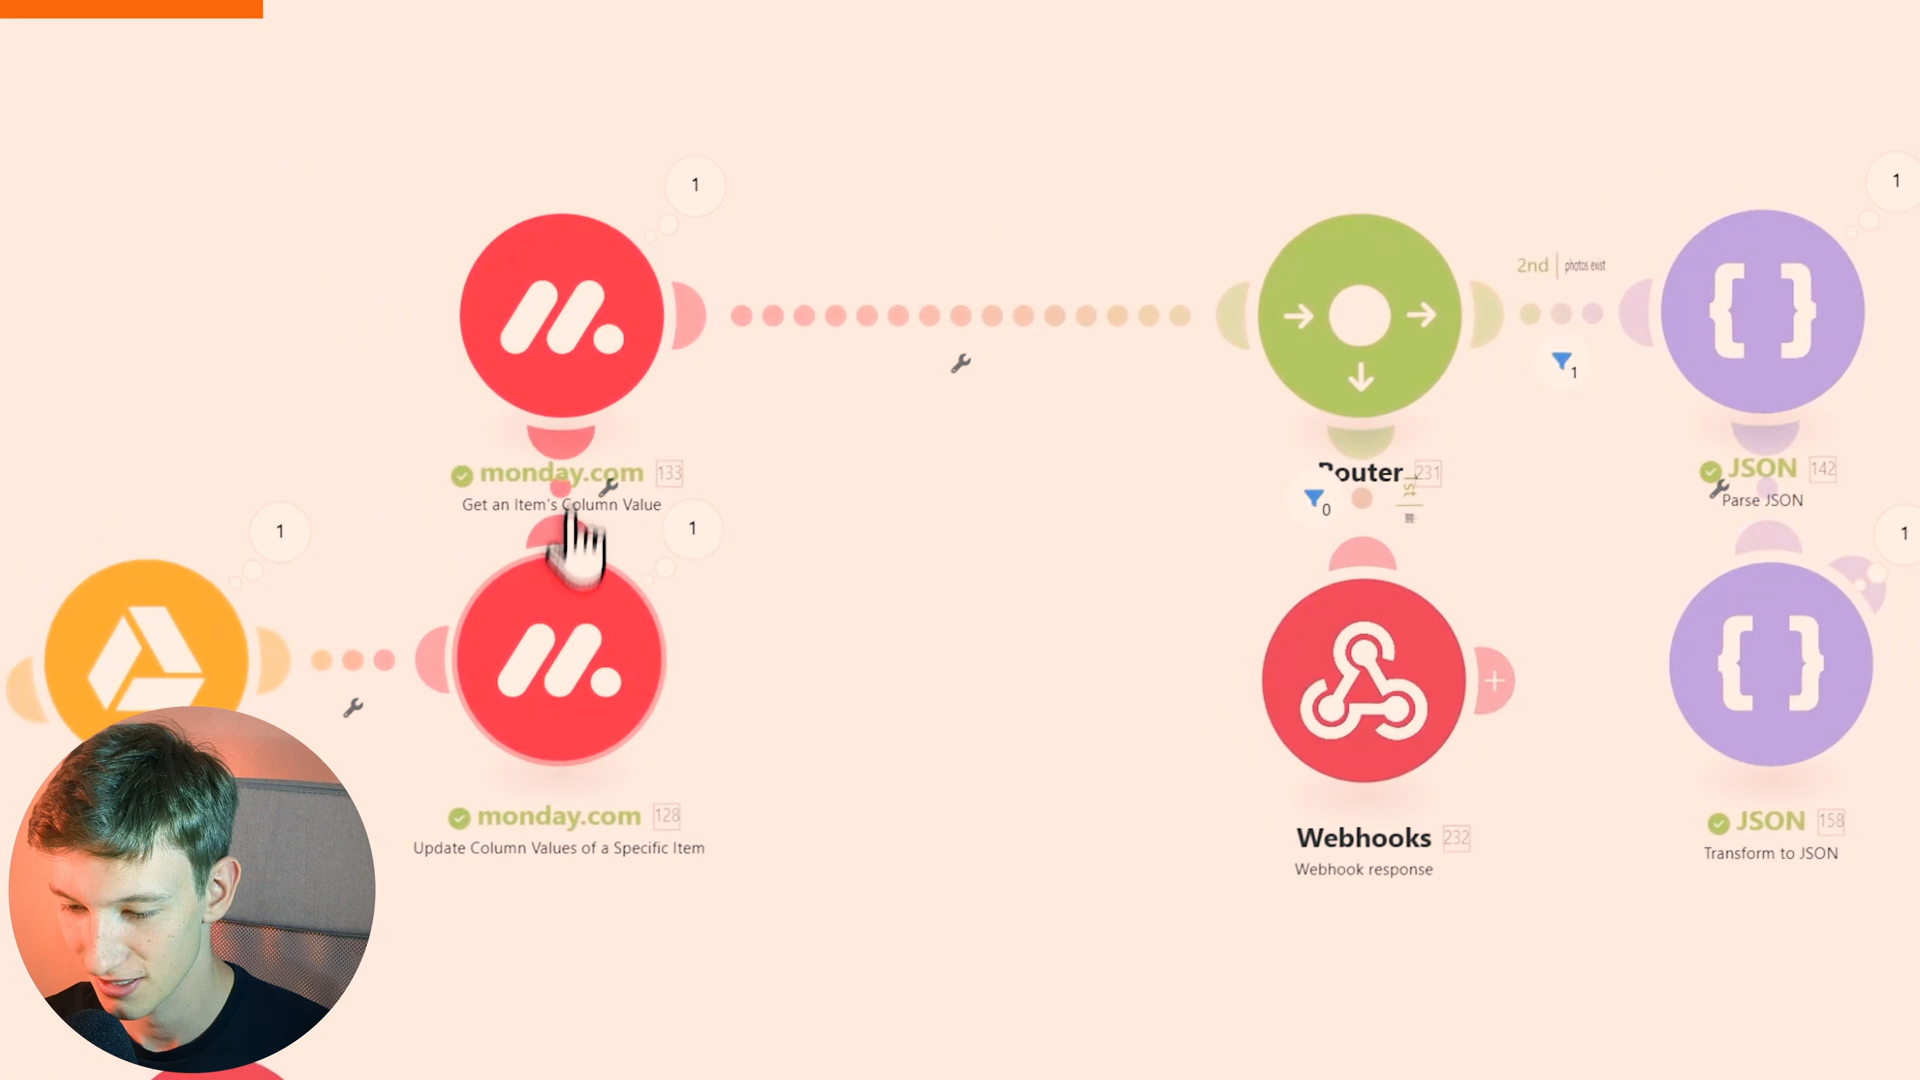 1
1
2nd photos exist
1
monday.com 133
Get an Item's Column Value
Router 231
JSON 142
Parse JSON
0
1st
1
1
1
monday.com 128
Update Column Values of a Specific Item
Webhooks 232
Webhook response
JSON 158
Transform to JSON